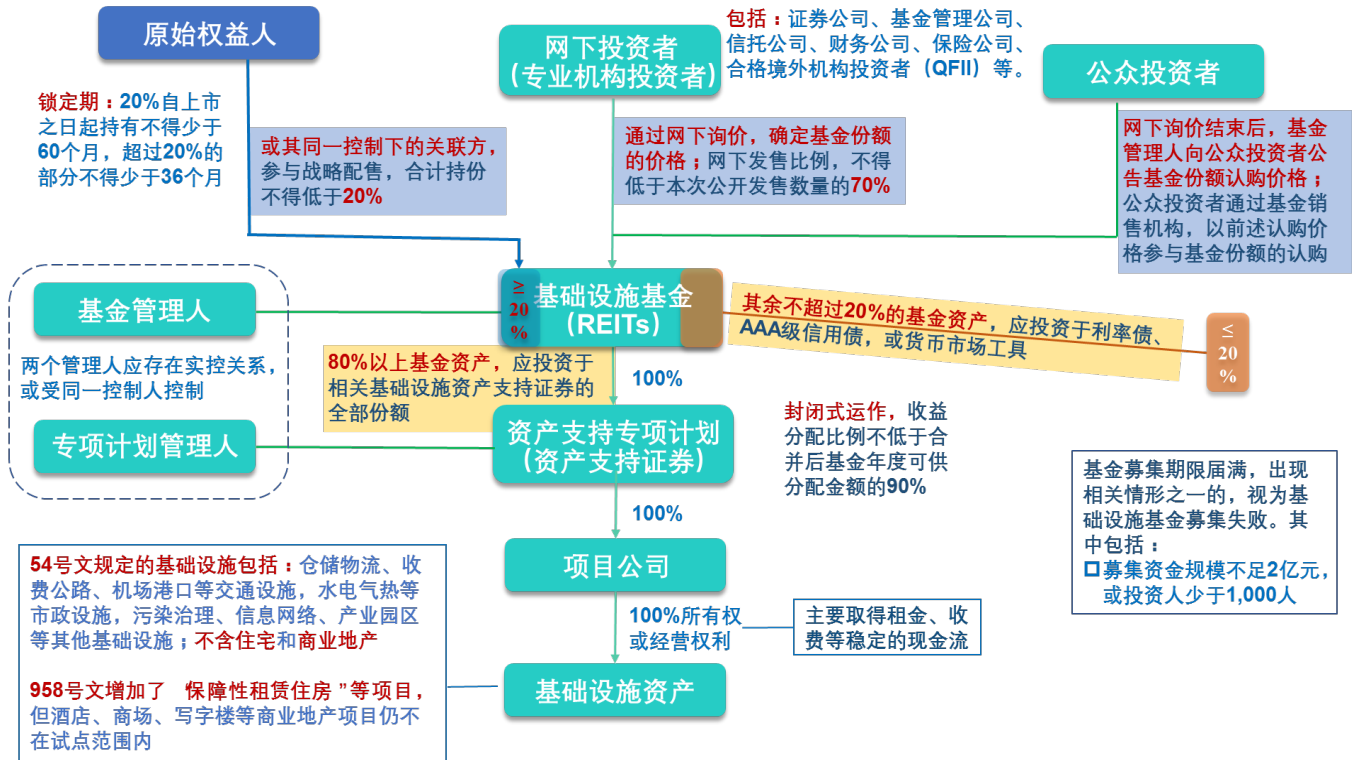 原始权益人
网下投资者
（专业机构投资者）
包括：证券公司、基金管理公司、
信托公司、财务公司、保险公司、
合格境外机构投资者（QFII）等。
公众投资者
锁定期：20%自上市
之日起持有不得少于
60个月，超过20%的
部分不得少于36个月
或其同一控制下的关联方，
参与战略配售，合计持份
不得低于20%
通过网下询价，确定基金份额
的价格；网下发售比例，不得
低于本次公开发售数量的70%
网下询价结束后，基金
管理人向公众投资者公
告基金份额认购价格；
公众投资者通过基金销
售机构，以前述认购价
格参与基金份额的认购
基金管理人
两个管理人应存在实控关系，
或受同一控制人控制
专项计划管理人
≥
20
%
基础设施基金
（REITs）
其余不超过20%的基金资产，应投资于利率债、
AAA级信用债，或货币市场工具
≤
20
%
80%以上基金资产，应投资于
相关基础设施资产支持证券的
全部份额
100%
资产支持专项计划
（资产支持证券）
封闭式运作，收益
分配比例不低于合
并后基金年度可供
分配金额的90%
基金募集期限届满，出现
相关情形之一的，视为基
础设施基金募集失败。其
中包括：
募集资金规模不足2亿元，
或投资人少于1,000人
100%
项目公司
100%所有权
或经营权利
主要取得租金、收
费等稳定的现金流
基础设施资产
54号文规定的基础设施包括：仓储物流、收
费公路、机场港口等交通设施，水电气热等
市政设施，污染治理、信息网络、产业园区
等其他基础设施；不含住宅和商业地产
958号文增加了“保障性租赁住房”等项目，
但酒店、商场、写字楼等商业地产项目仍不
在试点范围内